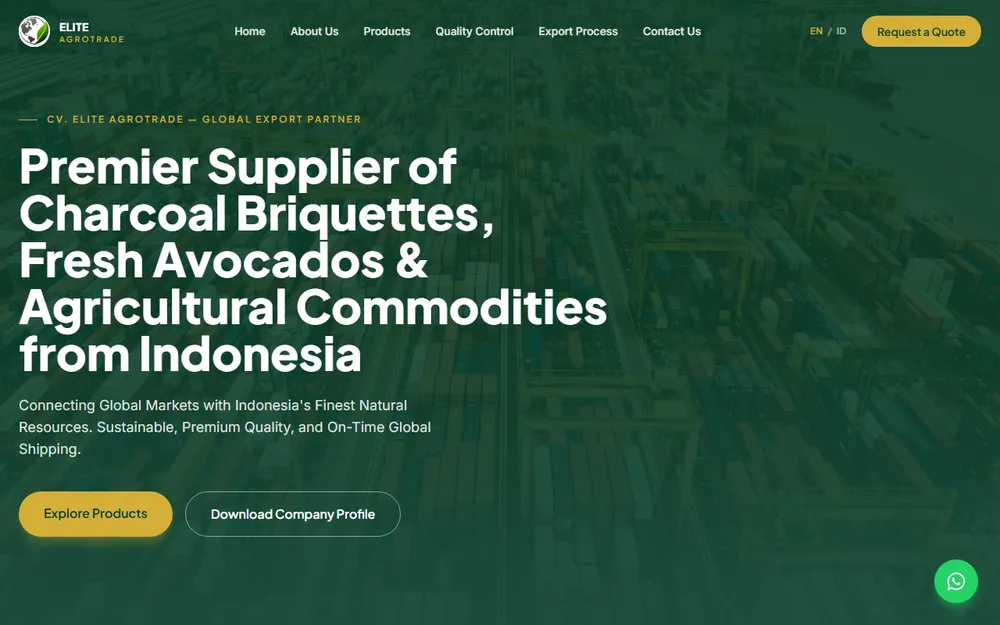 ELITE
AGROTRADE
Home
About Us
Products
Quality Control
Export Process
Contact Us
EN / ID
Request a Quote
CV. ELITE AGROTRADE — GLOBAL EXPORT PARTNER
Premier Supplier of
Charcoal Briquettes,
Fresh Avocados &
Agricultural Commodities
from Indonesia
Connecting Global Markets with Indonesia's Finest Natural
Resources. Sustainable, Premium Quality, and On-Time Global
Shipping.
Explore Products
Download Company Profile